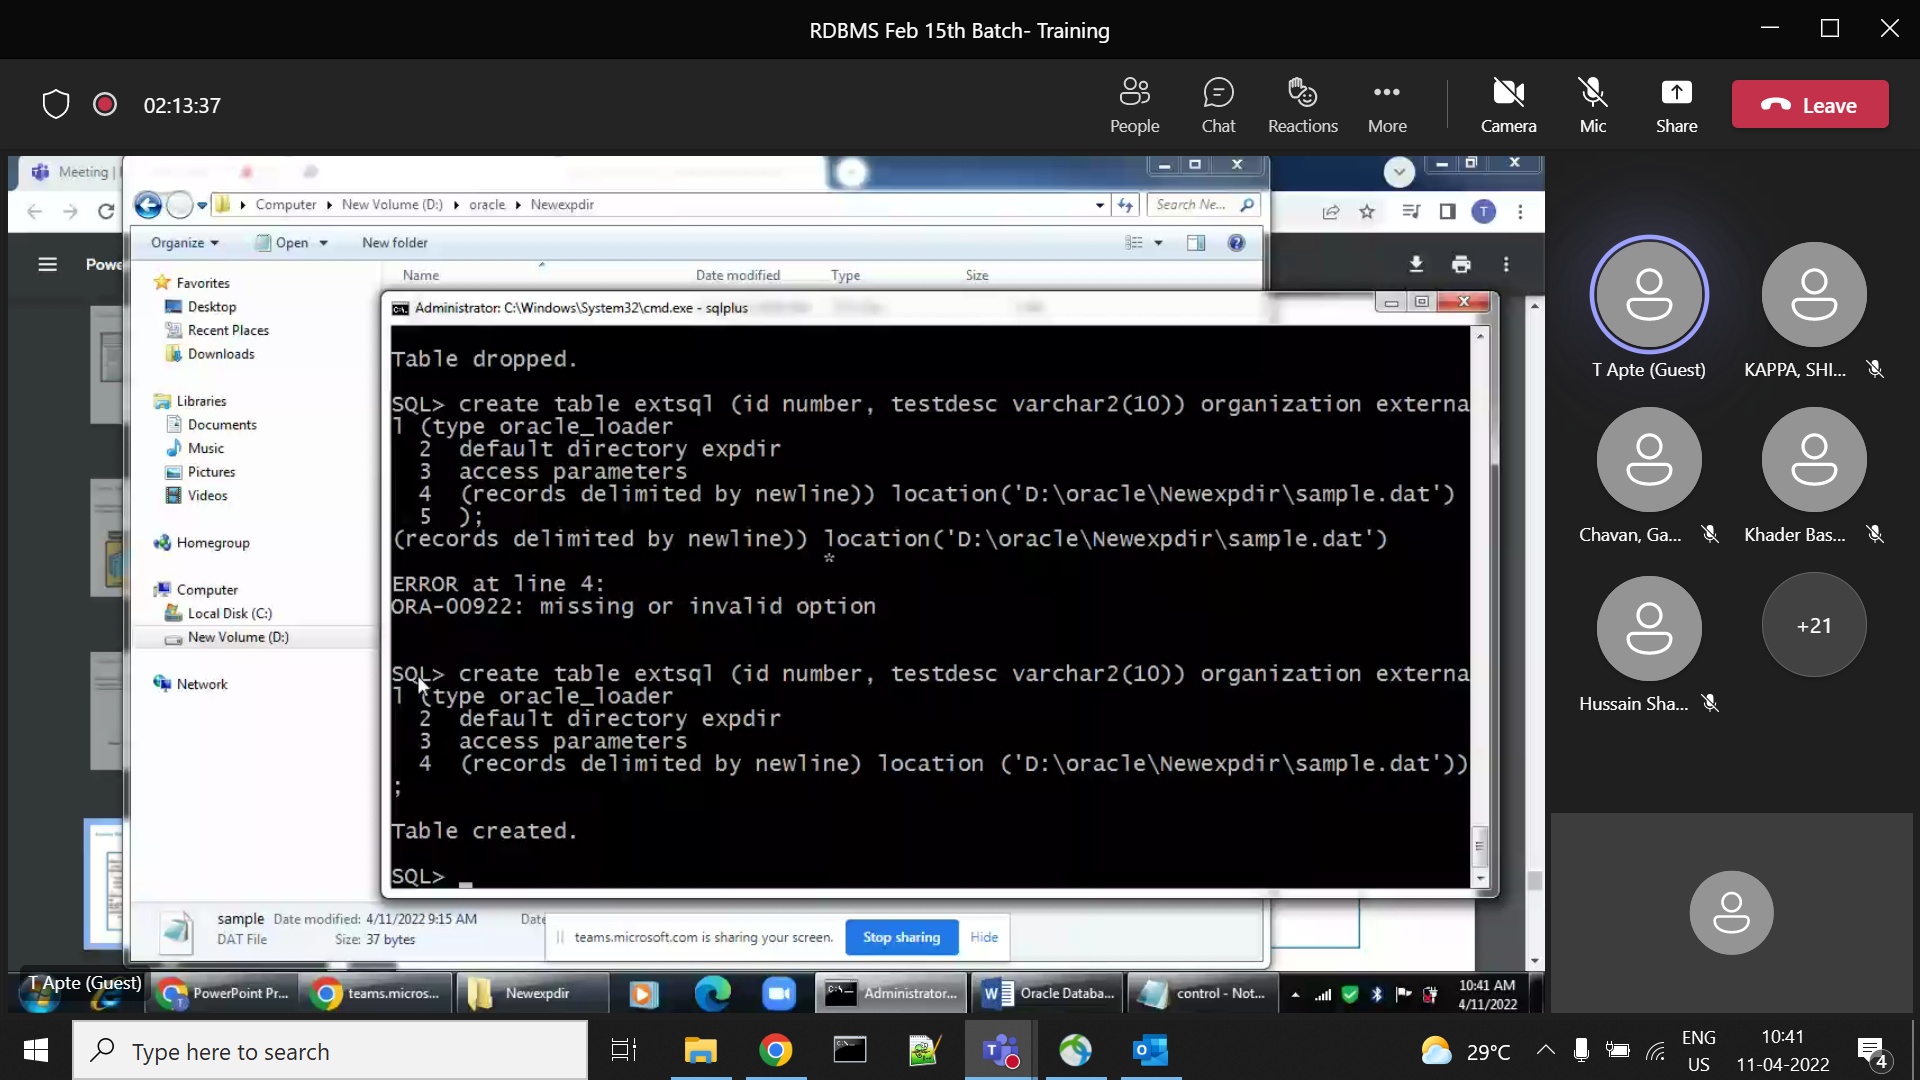 RDBMS Feb 15th Batch- Training
02:13:37
People
Chat
Reactions
More
Camera
Mic
Share
Leave
Meeting
Computer
New Volume (D:)
oracle
Newexpdir
Search Ne...
T
Organize
Open
New folder
Name
Date modified
Type
Size
Favorites
Desktop
Recent Places
Downloads
Libraries
Documents
Music
Pictures
Videos
Homegroup
Computer
Local Disk (C:)
New Volume (D:)
Network
Administrator: C:\Windows\System32\cmd.exe - sqlplus
Table dropped.
SQL> create table extsql (id number, testdesc varchar2(10)) organization externa
l (type oracle_loader
2 default directory expdir
3 access parameters
4 (records delimited by newline)) location('D:\oracle\Newexpdir\sample.dat')
5 );
(records delimited by newline)) location('D:\oracle\Newexpdir\sample.dat')
*
ERROR at line 4:
ORA-00922: missing or invalid option
SQL> create table extsql (id number, testdesc varchar2(10)) organization externa
l (type oracle_loader
2 default directory expdir
3 access parameters
4 (records delimited by newline) location ('D:\oracle\Newexpdir\sample.dat'))
;
Table created.
SQL>
sample Date modified: 4/11/2022 9:15 AM
DAT File Size: 37 bytes
teams.microsoft.com is sharing your screen.
Stop sharing
Hide
T Apte (Guest)
PowerPoint Pr...
teams.micros...
Newexpdir
Administrator...
Oracle Databa...
control - Not...
10:41 AM
4/11/2022
T Apte (Guest)
KAPPA, SHI...
Chavan, Ga...
Khader Bas...
Hussain Sha...
+21
Type here to search
29°C
ENG
US
10:41
11-04-2022
4